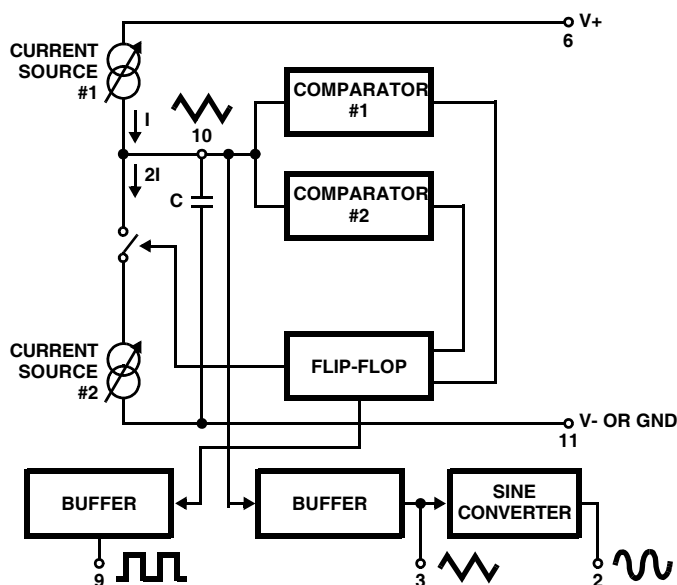 V+
6
CURRENT
SOURCE
#1
I
10
COMPARATOR
#1
2I
C
COMPARATOR
#2
CURRENT
SOURCE
#2
FLIP-FLOP
V- OR GND
11
BUFFER
BUFFER
SINE
CONVERTER
9
3
2